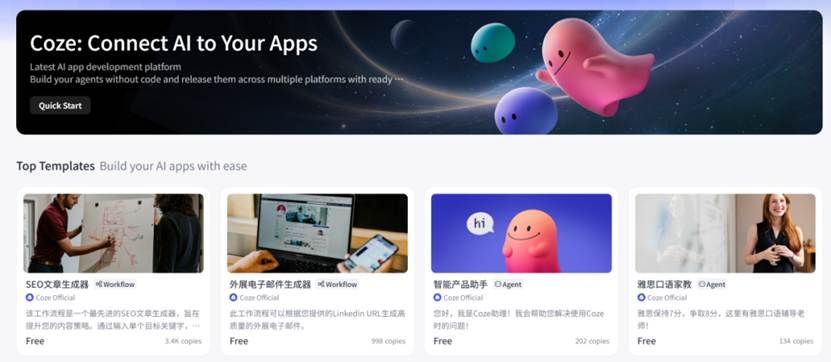 Coze: Connect AI to Your Apps
Latest AI app development platform
Build your agents without code and release them across multiple platforms with ready ···
Quick Start
Top Templates Build your AI apps with ease
SEO文章生成器 Workflow
Coze Official
该工作流程是一个最先进的SEO文章生成器，旨在
提升您的内容策略。通过输入单个目标关键字，…
Free 3.4K copies
外展电子邮件生成器 Workflow
Coze Official
此工作流程可以根据您提供的Linkedin URL生成高
质量的外展电子邮件。
Free 998 copies
hi
智能产品助手 Agent
Coze Official
您好，我是Coze助理！我会帮助您解决使用Coze
时的问题！
Free 202 copies
雅思口语家教 Agent
Coze Official
雅思保持7分，争取8分，这里有雅思口语辅导老
师！
Free 134 copies